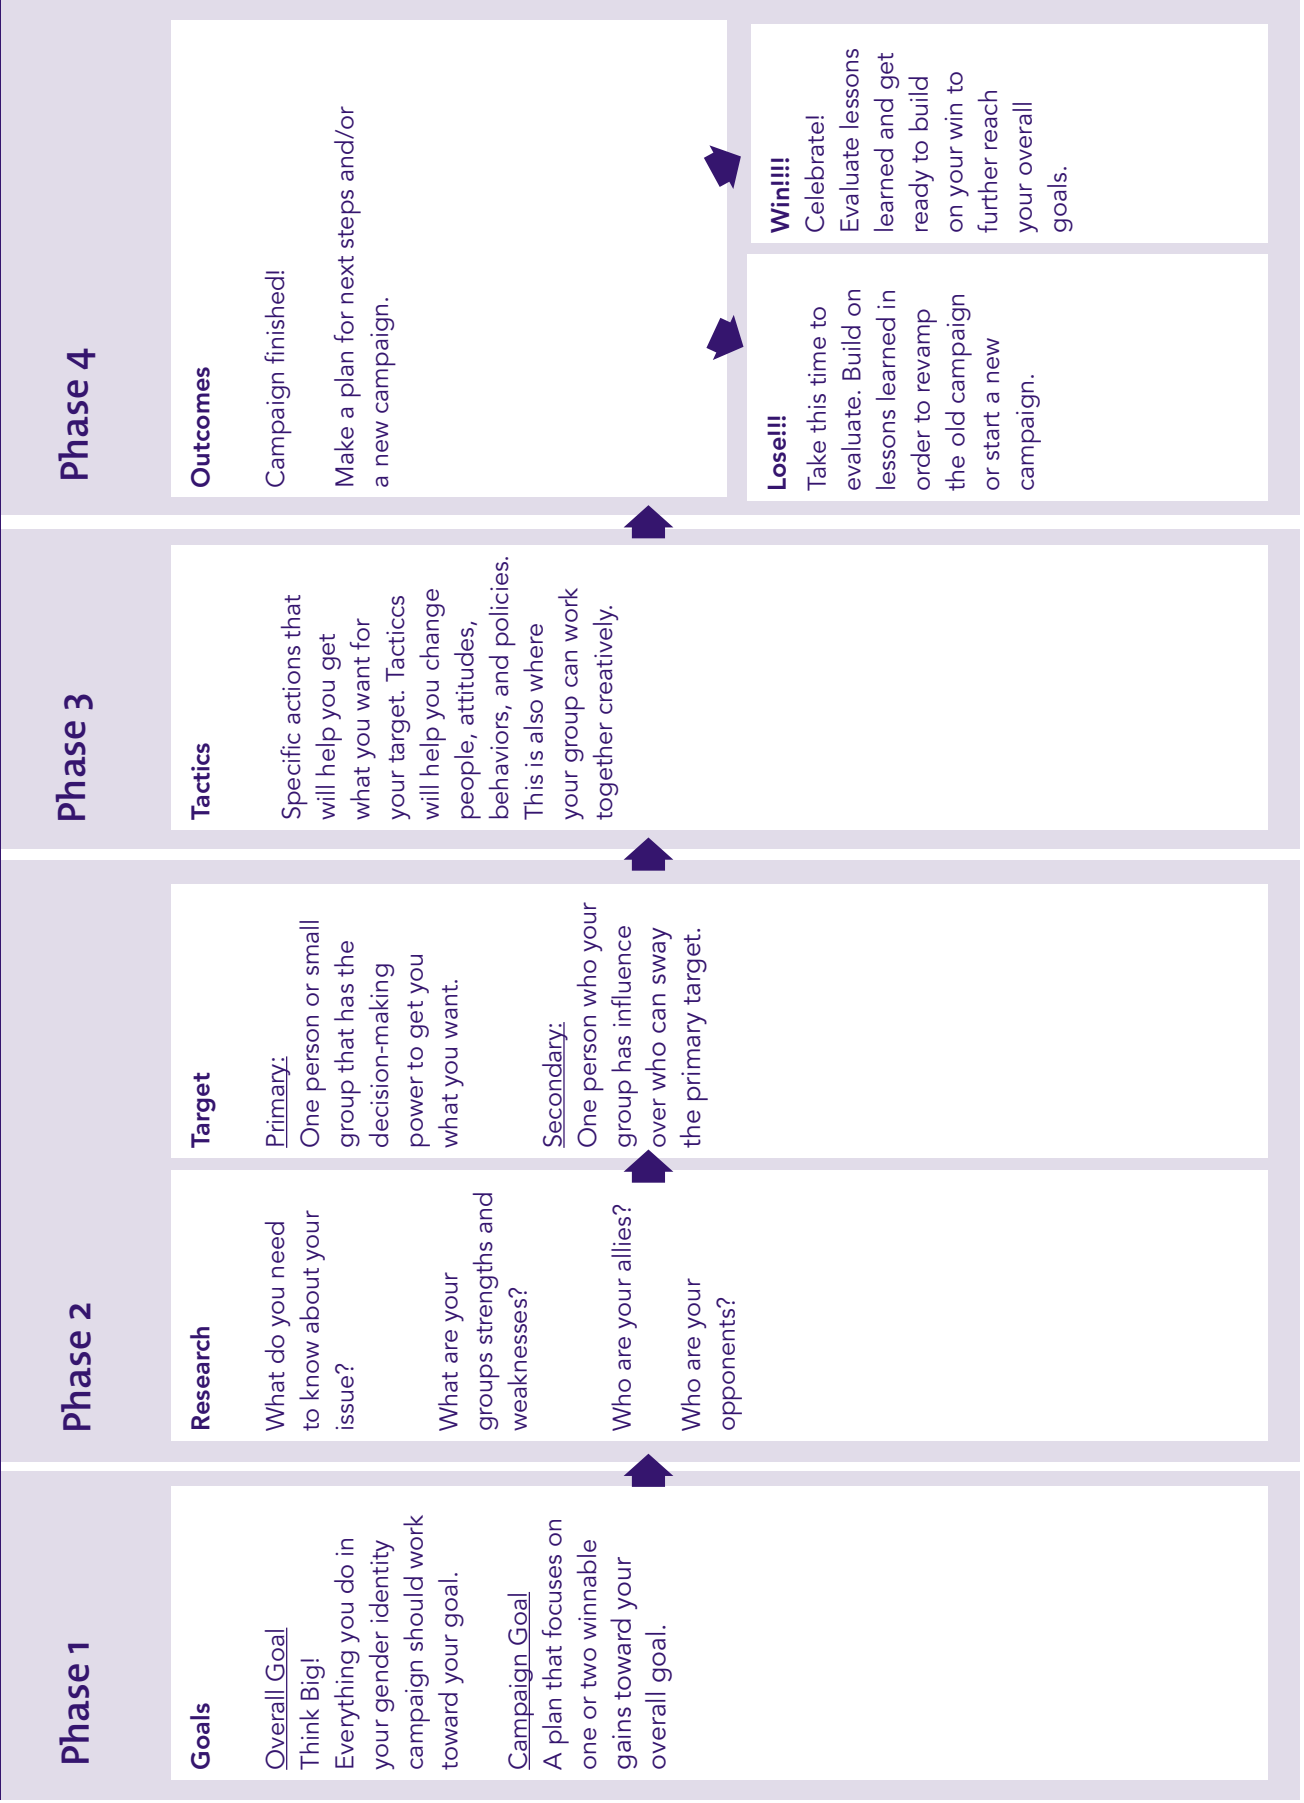 Phase 1
Goals
Overall Goal
Think Big!
Everything you do in
your gender identity
campaign should work
toward your goal.
Campaign Goal
A plan that focuses on
one or two winnable
gains toward your
overall goal.
Phase 2
Research
What do you need
to know about your
issue?
What are your
groups strengths and
weaknesses?
Who are your allies?
Who are your
opponents?
Target
Primary:
One person or small
group that has the
decision-making
power to get you
what you want.
Secondary:
One person who your
group has influence
over who can sway
the primary target.
Phase 3
Tactics
Specific actions that
will help you get
what you want for
your target. Tacticcs
will help you change
people, attitudes,
behaviors, and policies.
This is also where
your group can work
together creatively.
Phase 4
Outcomes
Campaign finished!
Make a plan for next steps and/or
a new campaign.
Lose!!!
Take this time to
evaluate. Build on
lessons learned in
order to revamp
the old campaign
or start a new
campaign.
Win!!!!
Celebrate!
Evaluate lessons
learned and get
ready to build
on your win to
further reach
your overall
goals.